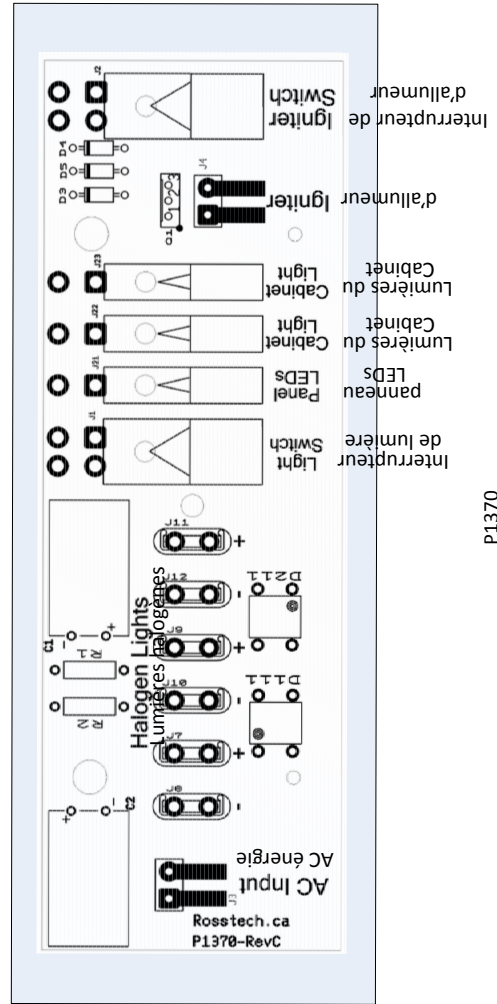 J2
Igniter
Switch
Interrupteur de
d'allumeur
D4
D5
D3
J4
Q1
1 2 3
Igniter
d'allumeur
J23
Cabinet
Light
Lumières du
Cabinet
J22
Cabinet
Light
Lumières du
Cabinet
J21
Panel
LEDs
panneau
LEDs
J1
Light
Switch
Interrupteur
de lumière
P1370
J11
+
J12
-
J9
+
J10
-
J7
+
J8
-
D211
D111
C1
- +
R1
R2
Halogen Lights
Lumières halogènes
+ -
C2
AC énergie
AC Input
J3
Rosstech.ca
P1370-RevC